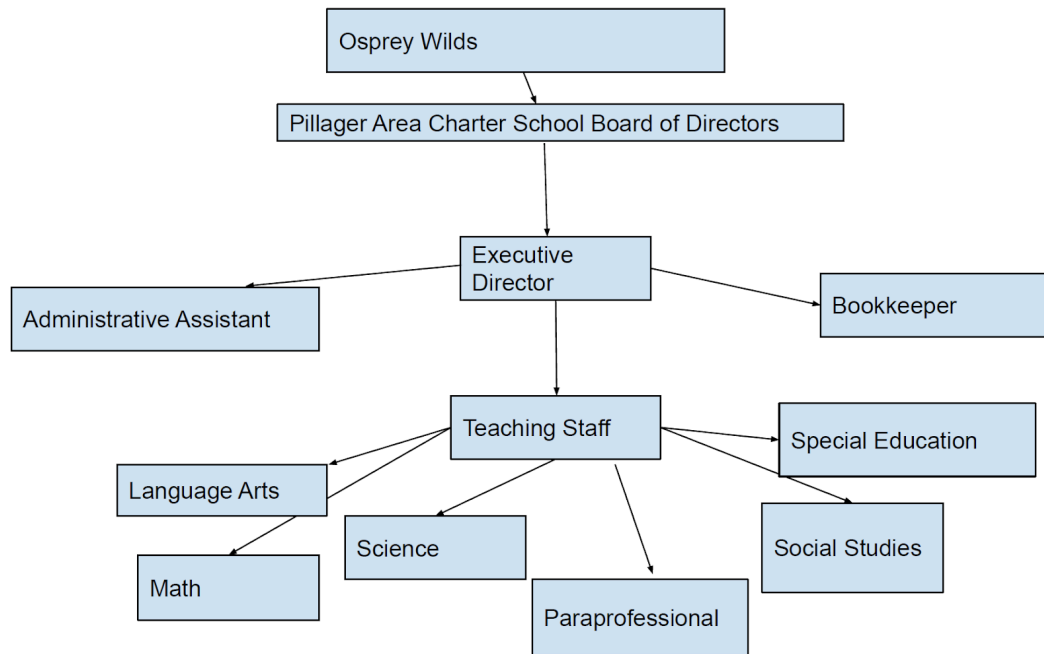 Osprey Wilds
Pillager Area Charter School Board of Directors
Executive
Director
Administrative Assistant
Bookkeeper
Teaching Staff
Special Education
Language Arts
Science
Social Studies
Math
Paraprofessional